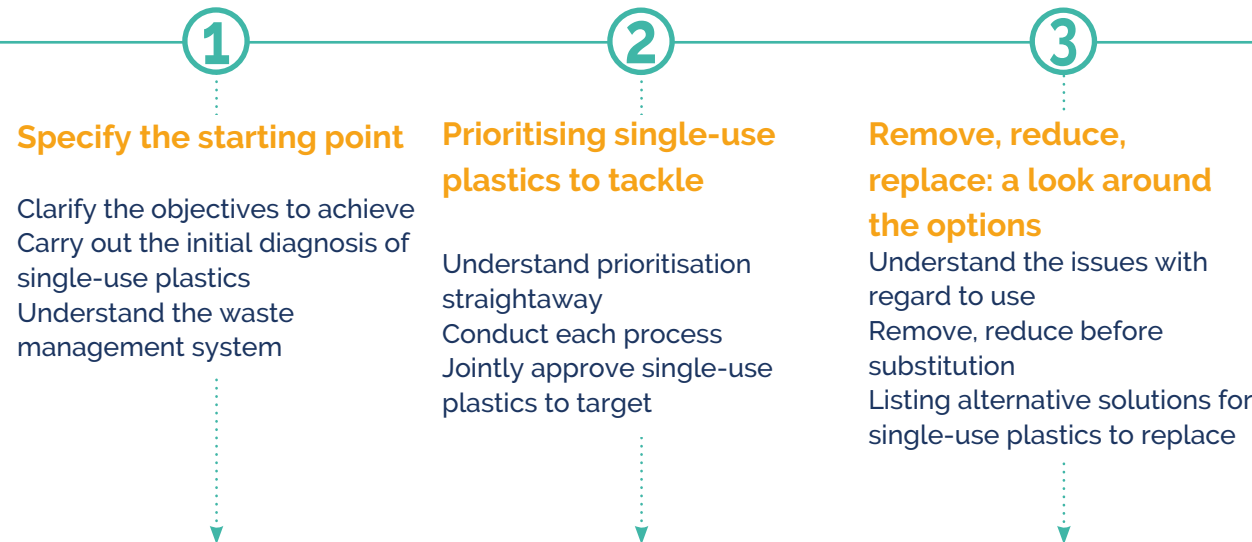 1
Specify the starting point
Clarify the objectives to achieve
Carry out the initial diagnosis of
single-use plastics
Understand the waste
management system
2
Prioritising single-use
plastics to tackle
Understand prioritisation
straightaway
Conduct each process
Jointly approve single-use
plastics to target
3
Remove, reduce,
replace: a look around
the options
Understand the issues with
regard to use
Remove, reduce before
substitution
Listing alternative solutions for
single-use plastics to replace